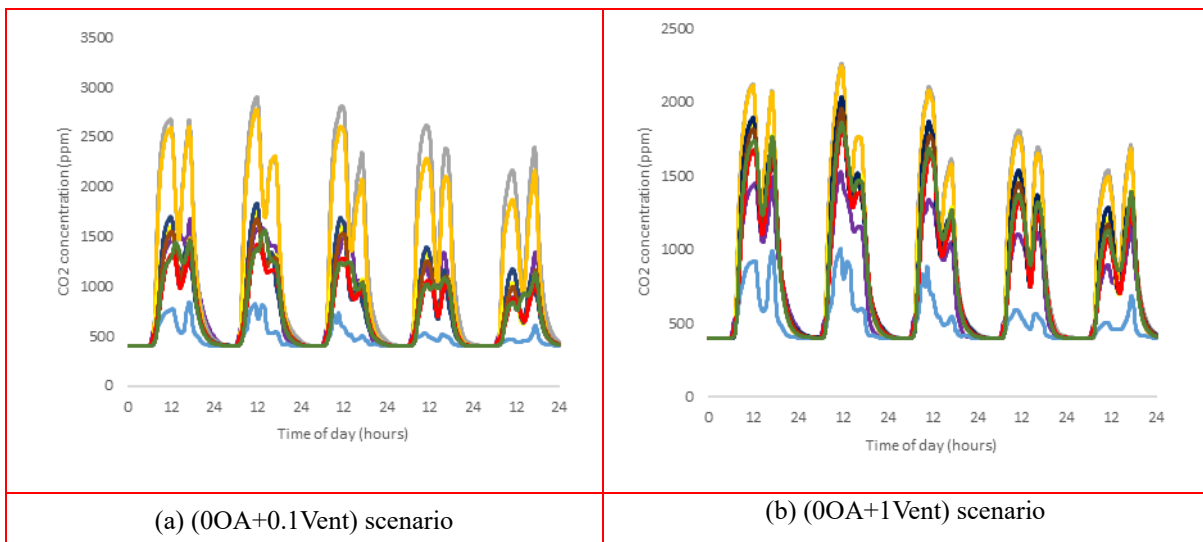 3500
3000
2500
2000
1500
1000
500
0
CO2 concentration (ppm)
0 12 24 12 24 12 24 12 24 12 24
Time of day (hours)
(a) (0OA+0.1Vent) scenario
2500
2000
1500
1000
500
0
CO2 concentration (ppm)
0 12 24 12 24 12 24 12 24 12 24
Time of day (hours)
(b) (0OA+1Vent) scenario